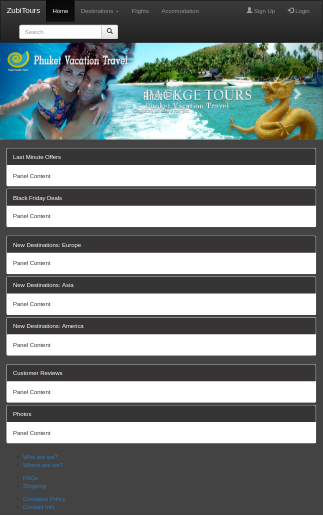 ZubiTours Home Destinations Flights Accomodation Sign Up Login
Search
Phuket Vacation Travel
PACKGE TOURS
Phuket Vacation Travel
Last Minute Offers
Panel Content
Black Friday Deals
Panel Content
New Destinations: Europe
Panel Content
New Destinations: Asia
Panel Content
New Destinations: America
Panel Content
Customer Reviews
Panel Content
Photos
Panel Content
Who are we?
Where are we?
FAQs
Shipping
Company Policy
Contact Info